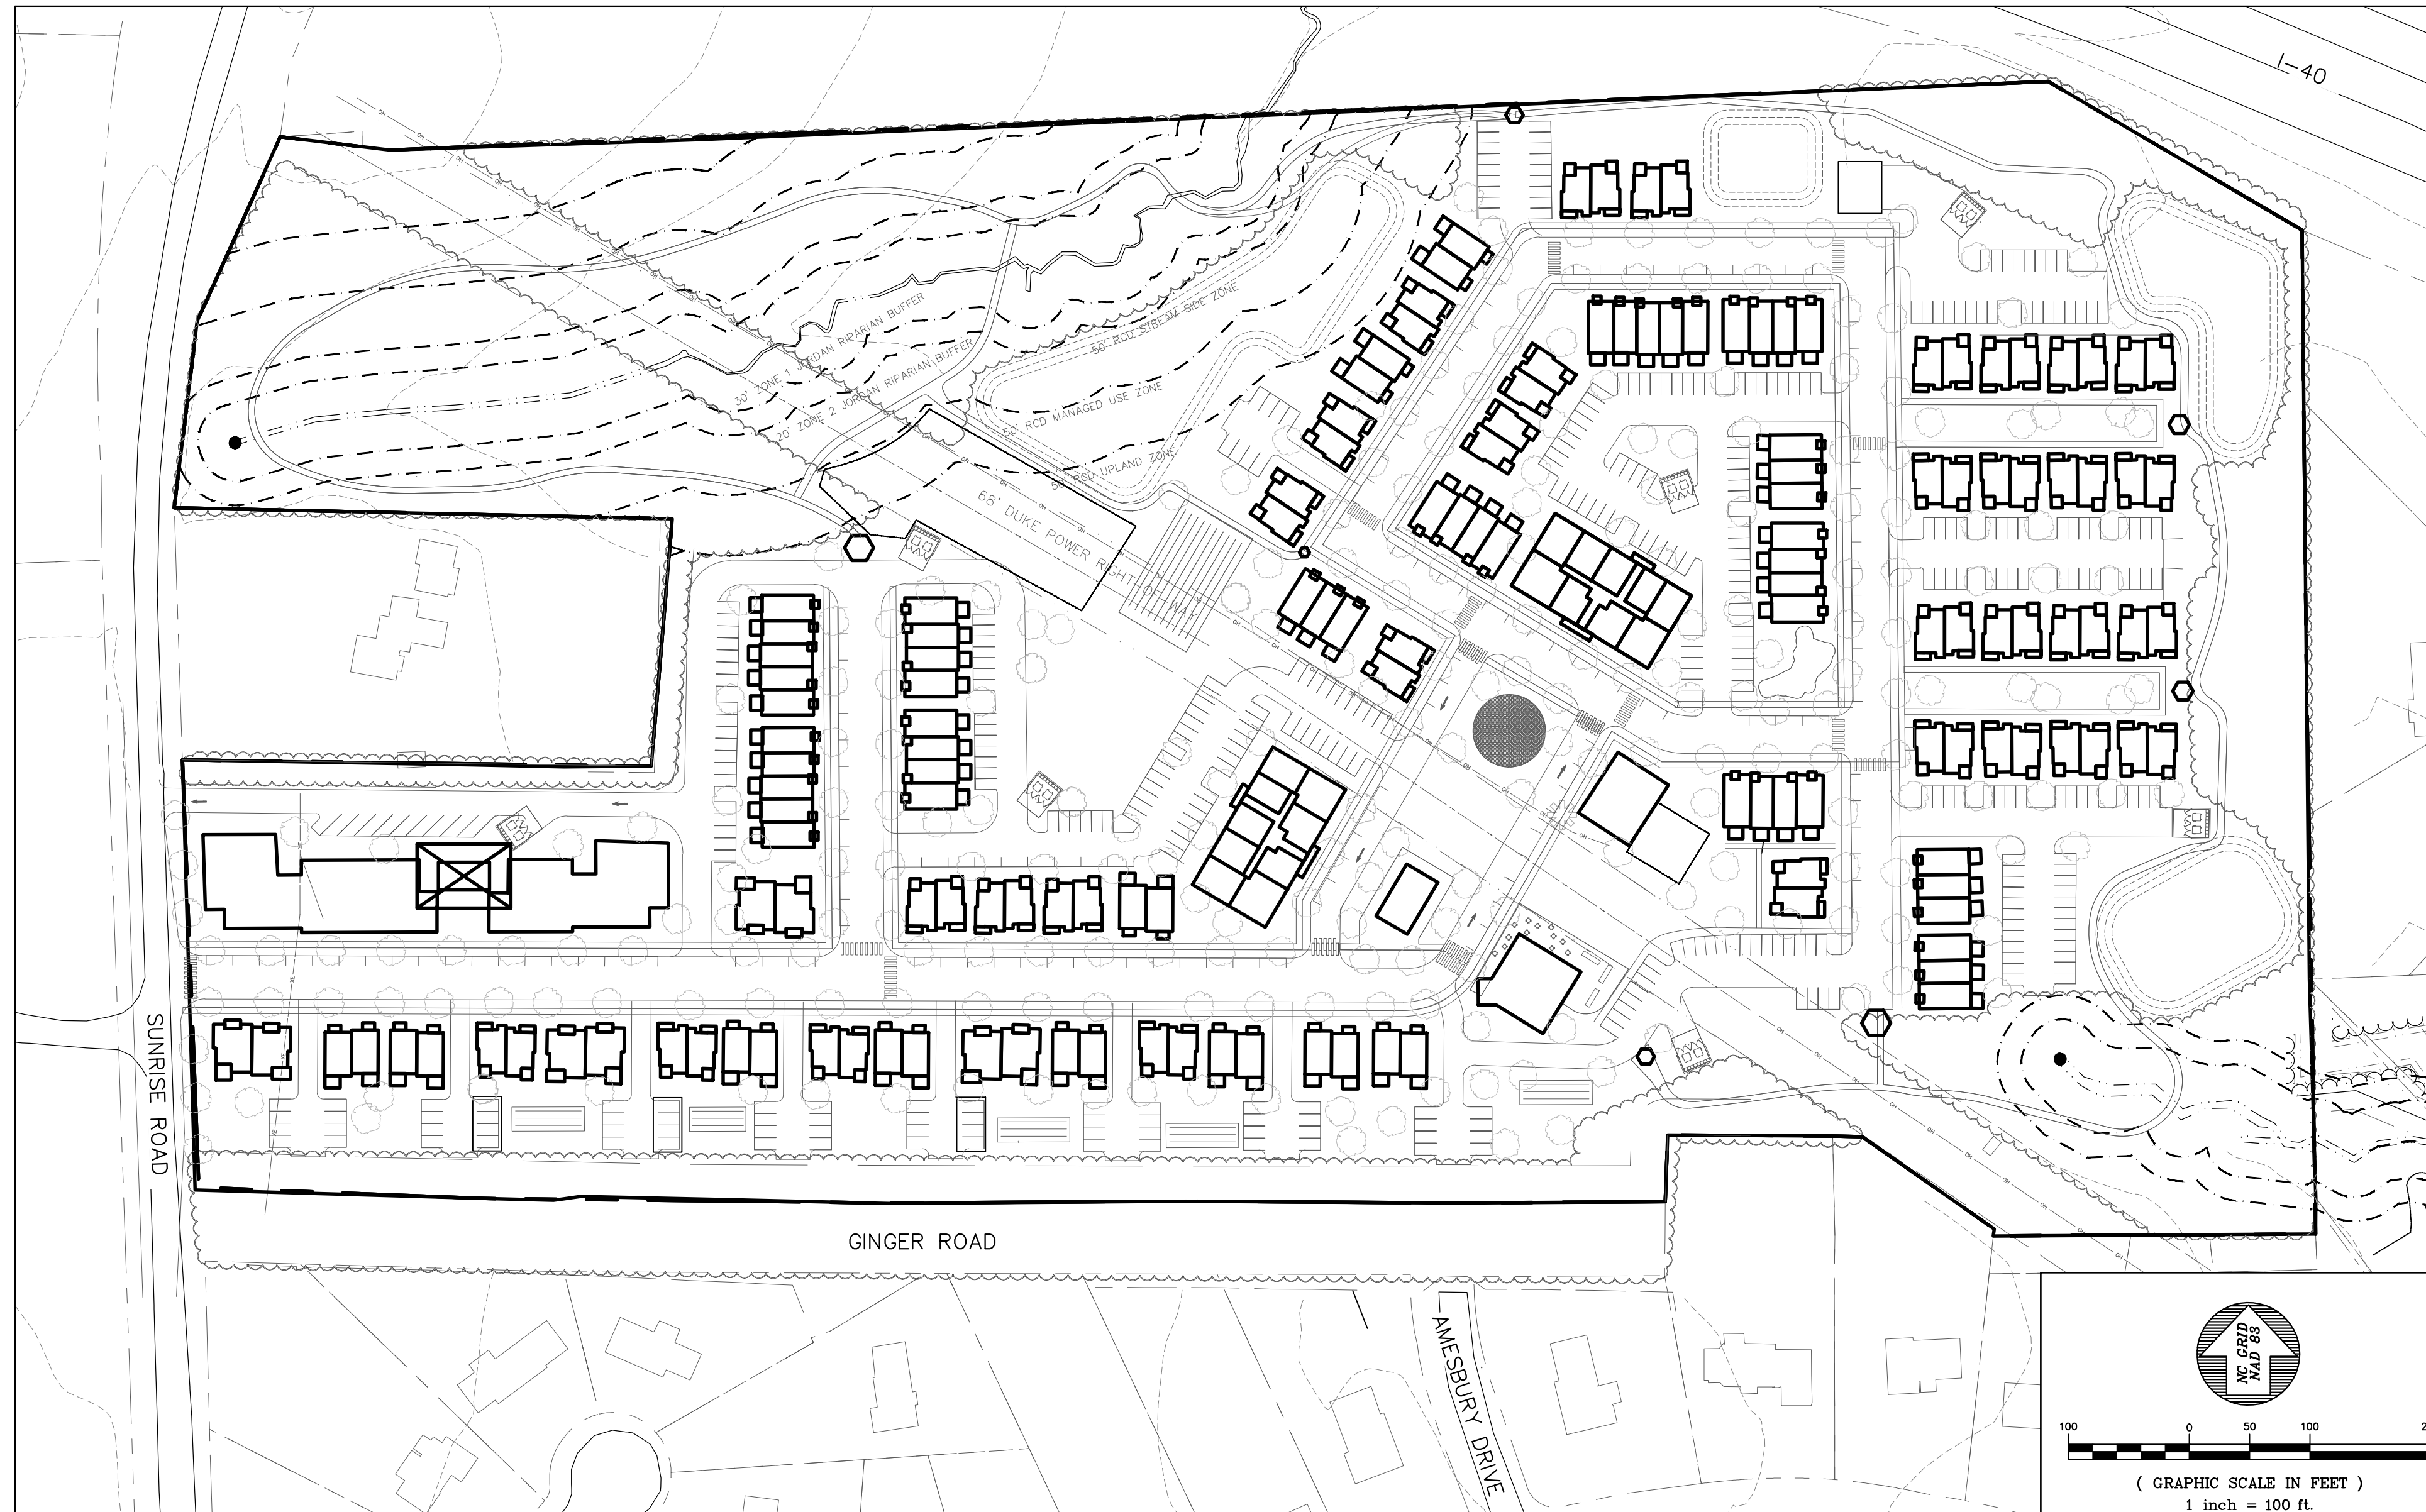 I-40
30' ZONE 1 JORDAN RIPARIAN BUFFER
20' ZONE 2 JORDAN RIPARIAN BUFFER
50' RCD STREAM SIDE ZONE
50' RCD MANAGED USE ZONE
50' RCD UPLAND ZONE
68' DUKE POWER RIGHT OF WAY
SUNRISE ROAD
GINGER ROAD
AMESBURY DRIVE
NC GRID
NAD 83
100 0 50 100
( GRAPHIC SCALE IN FEET )
1 inch = 100 ft.